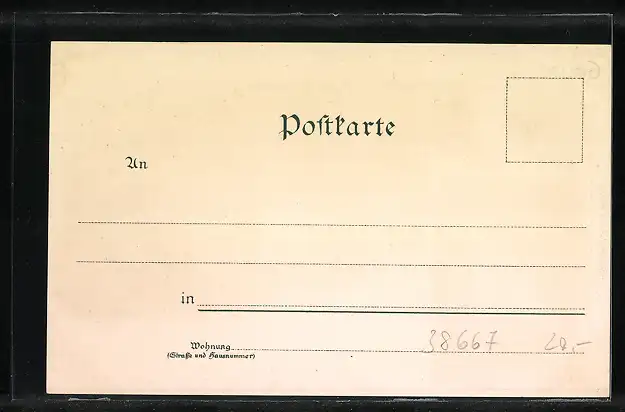 Postkarte
An
in
Wohnung
(Straße und Hausnummer)
38667 20,-